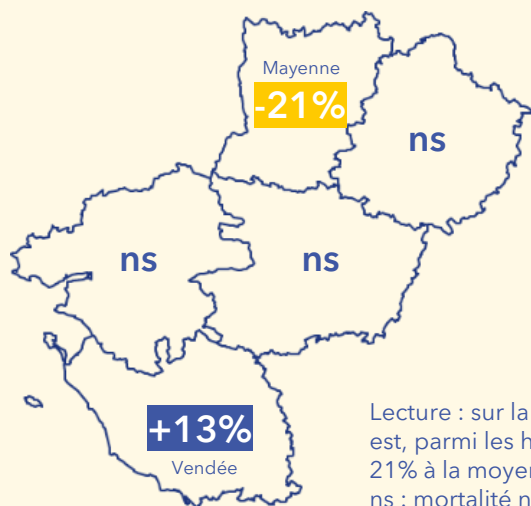 Mayenne
-21%
ns
ns
ns
+13%
Vendée
Lecture : sur la
est, parmi les h
21% à la moyen
ns : mortalité n